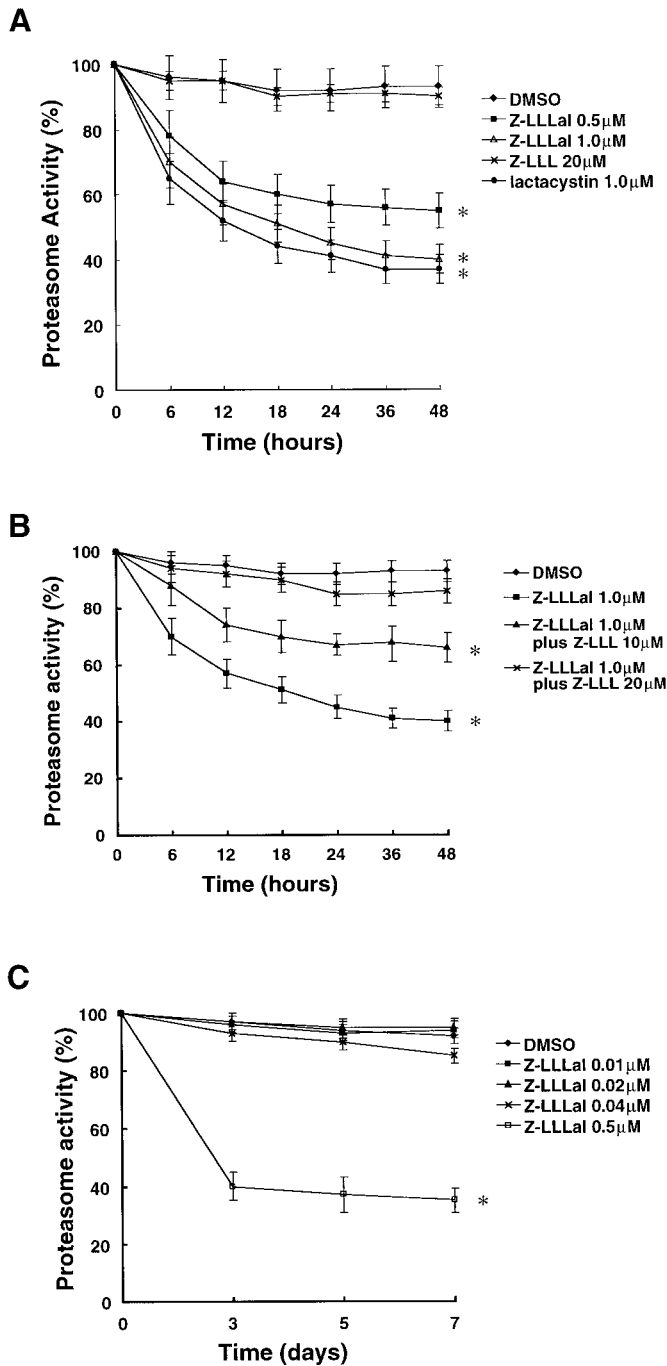 A
Proteasome Activity (%)
100
80
60
40
20
0
0 6 12 18 24 36 48
Time (hours)
DMSO
Z-LLLal 0.5μM
Z-LLLal 1.0μM
Z-LLL 20μM
lactacystin 1.0μM
*
*
*
B
Proteasome activity (%)
100
80
60
40
20
0
0 6 12 18 24 36 48
Time (hours)
DMSO
Z-LLLal 1.0μM
Z-LLLal 1.0μM
plus Z-LLL 10μM
Z-LLLal 1.0μM
plus Z-LLL 20μM
*
*
C
Proteasome activity (%)
100
80
60
40
20
0
0 3 5 7
Time (days)
DMSO
Z-LLLal 0.01μM
Z-LLLal 0.02μM
Z-LLLal 0.04μM
Z-LLLal 0.5μM
*